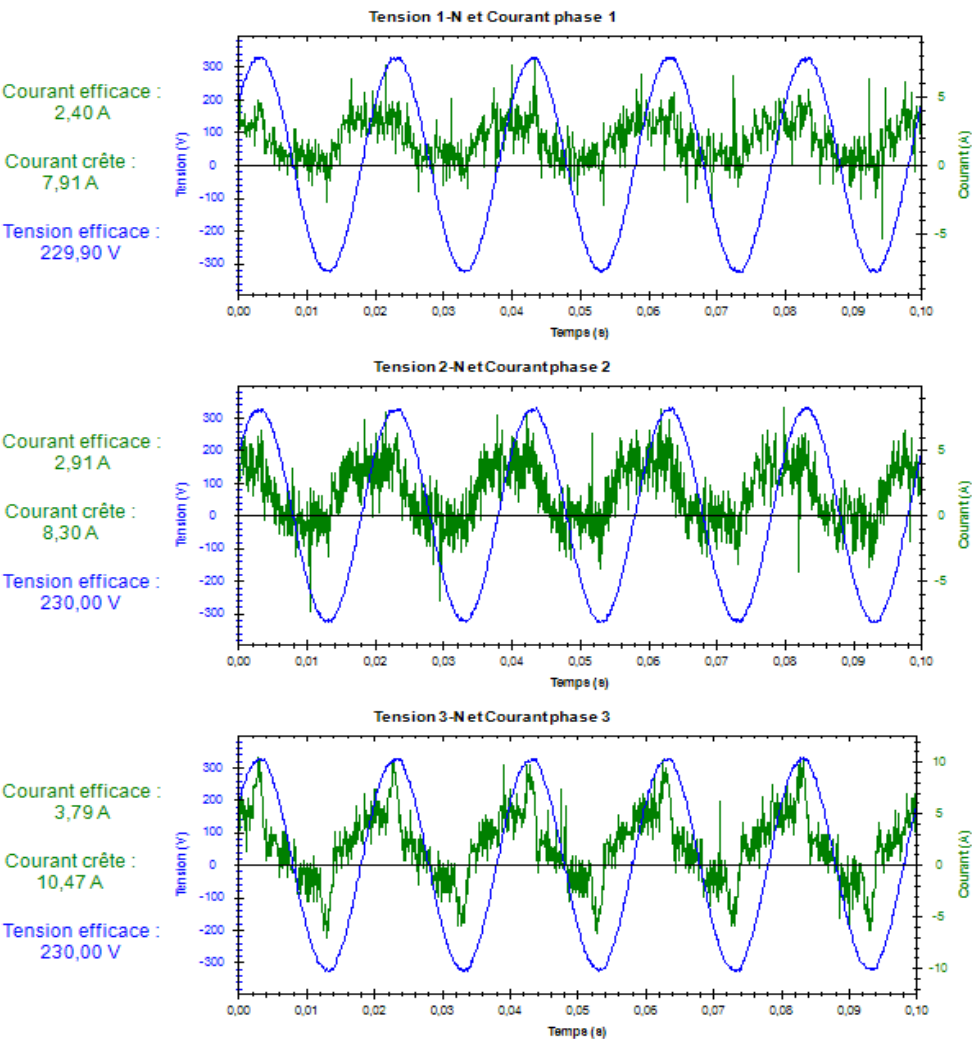 Tension 1-N et Courant phase 1
Courant efficace :
2,40 A
Courant crête :
7,91 A
Tension efficace :
229,90 V
Tension (V)
300
200
100
0
-100
-200
-300
5
0
-5
Courant (A)
0,00 0,01 0,02 0,03 0,04 0,05 0,06 0,07 0,08 0,09 0,10
Temps (s)
Tension 2-N et Courant phase 2
Courant efficace :
2,91 A
Courant crête :
8,30 A
Tension efficace :
230,00 V
Tension (V)
300
200
100
0
-100
-200
-300
5
0
-5
Courant (A)
0,00 0,01 0,02 0,03 0,04 0,05 0,06 0,07 0,08 0,09 0,10
Temps (s)
Tension 3-N et Courant phase 3
Courant efficace :
3,79 A
Courant crête :
10,47 A
Tension efficace :
230,00 V
Tension (V)
300
200
100
0
-100
-200
-300
10
5
0
-5
-10
Courant (A)
0,00 0,01 0,02 0,03 0,04 0,05 0,06 0,07 0,08 0,09 0,10
Temps (s)